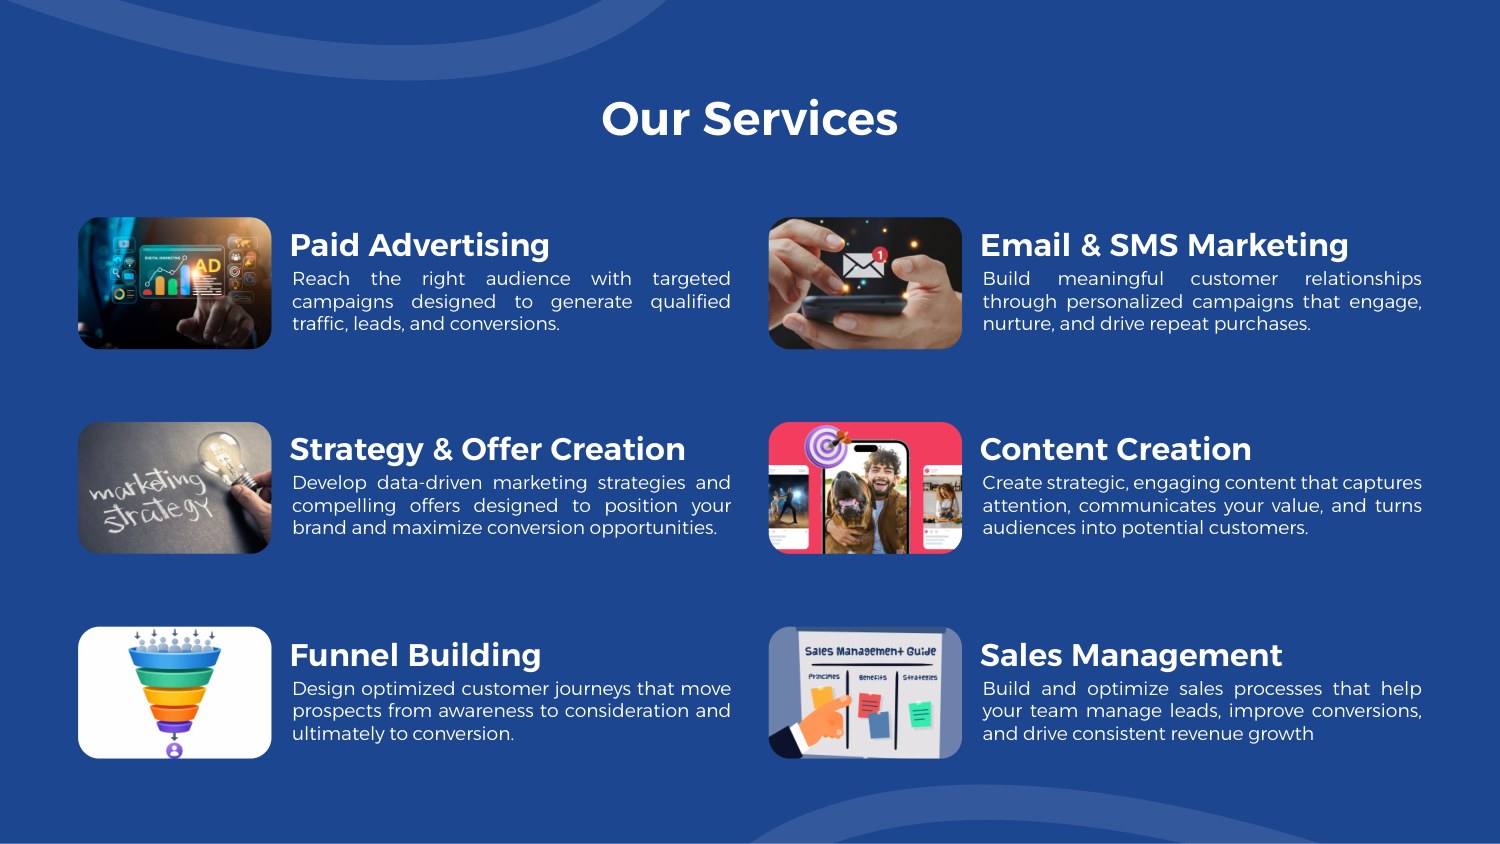 Our Services
DIGITAL MARKETING
AD
Paid Advertising
Reach the right audience with targeted
campaigns designed to generate qualified
traffic, leads, and conversions.
1
Email & SMS Marketing
Build meaningful customer relationships
through personalized campaigns that engage,
nurture, and drive repeat purchases.
marketing
strategy
Strategy & Offer Creation
Develop data-driven marketing strategies and
compelling offers designed to position your
brand and maximize conversion opportunities.
Content Creation
Create strategic, engaging content that captures
attention, communicates your value, and turns
audiences into potential customers.
Funnel Building
Design optimized customer journeys that move
prospects from awareness to consideration and
ultimately to conversion.
Sales Management Guide
Principles Benefits Strategies
Sales Management
Build and optimize sales processes that help
your team manage leads, improve conversions,
and drive consistent revenue growth